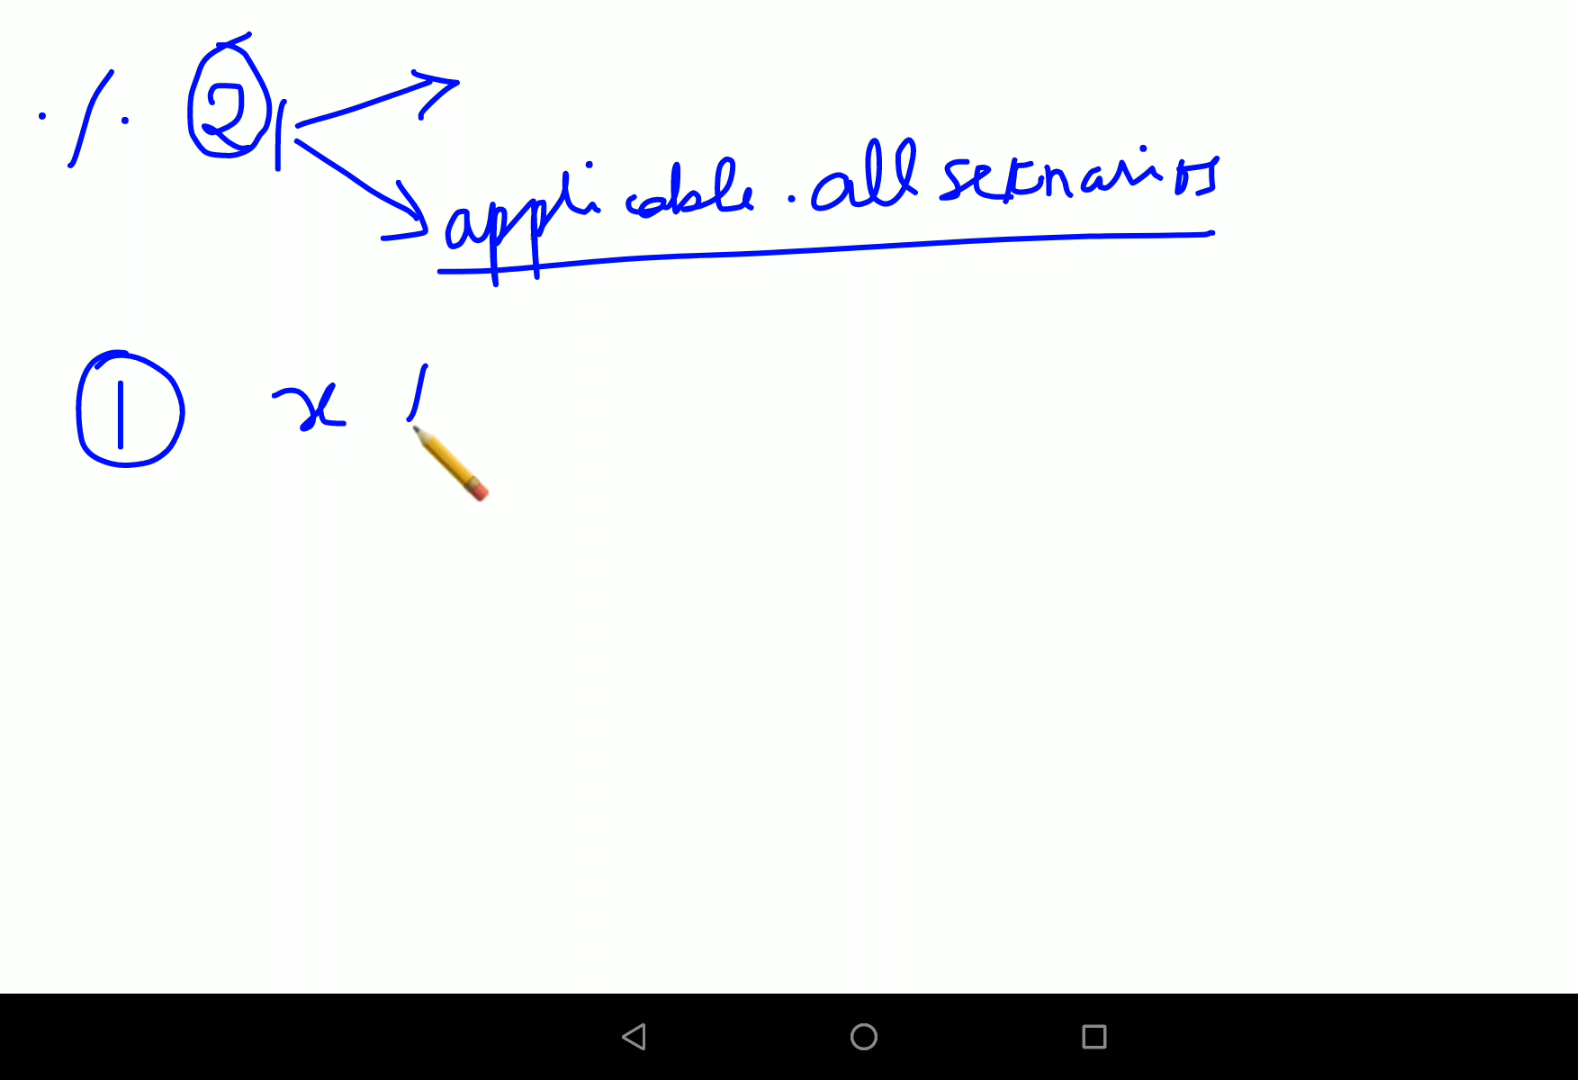 ·/· 2
applicable . all scenarios
1 x /